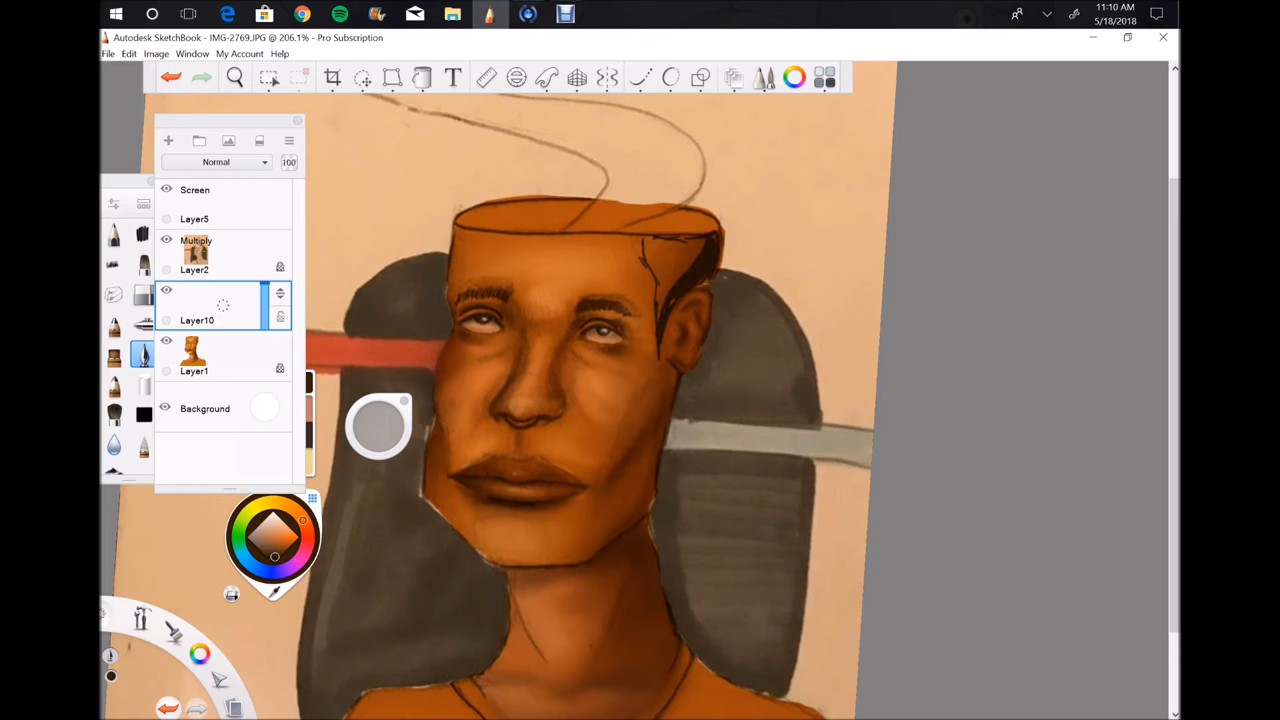 11:10 AM
5/18/2018
Autodesk SketchBook - IMG-2769.JPG @ 206.1% - Pro Subscription
File Edit Image Window My Account Help
T
Normal
100
Screen
Layer5
Multiply
Layer2
Layer10
Layer1
Background